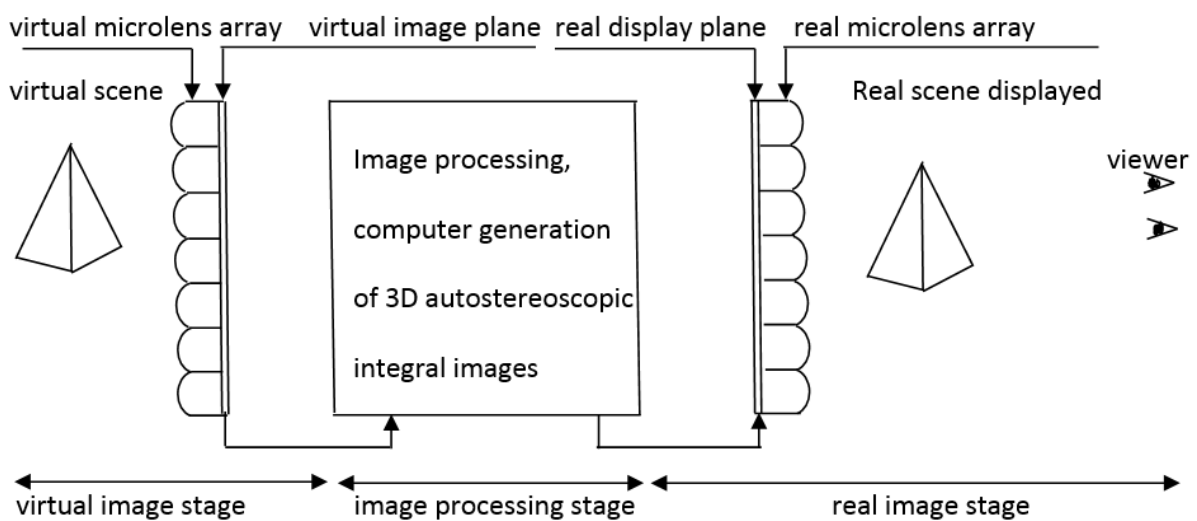 virtual microlens array
virtual image plane
real display plane
real microlens array
virtual scene
Real scene displayed
viewer
Image processing,
computer generation
of 3D autostereoscopic
integral images
virtual image stage
image processing stage
real image stage